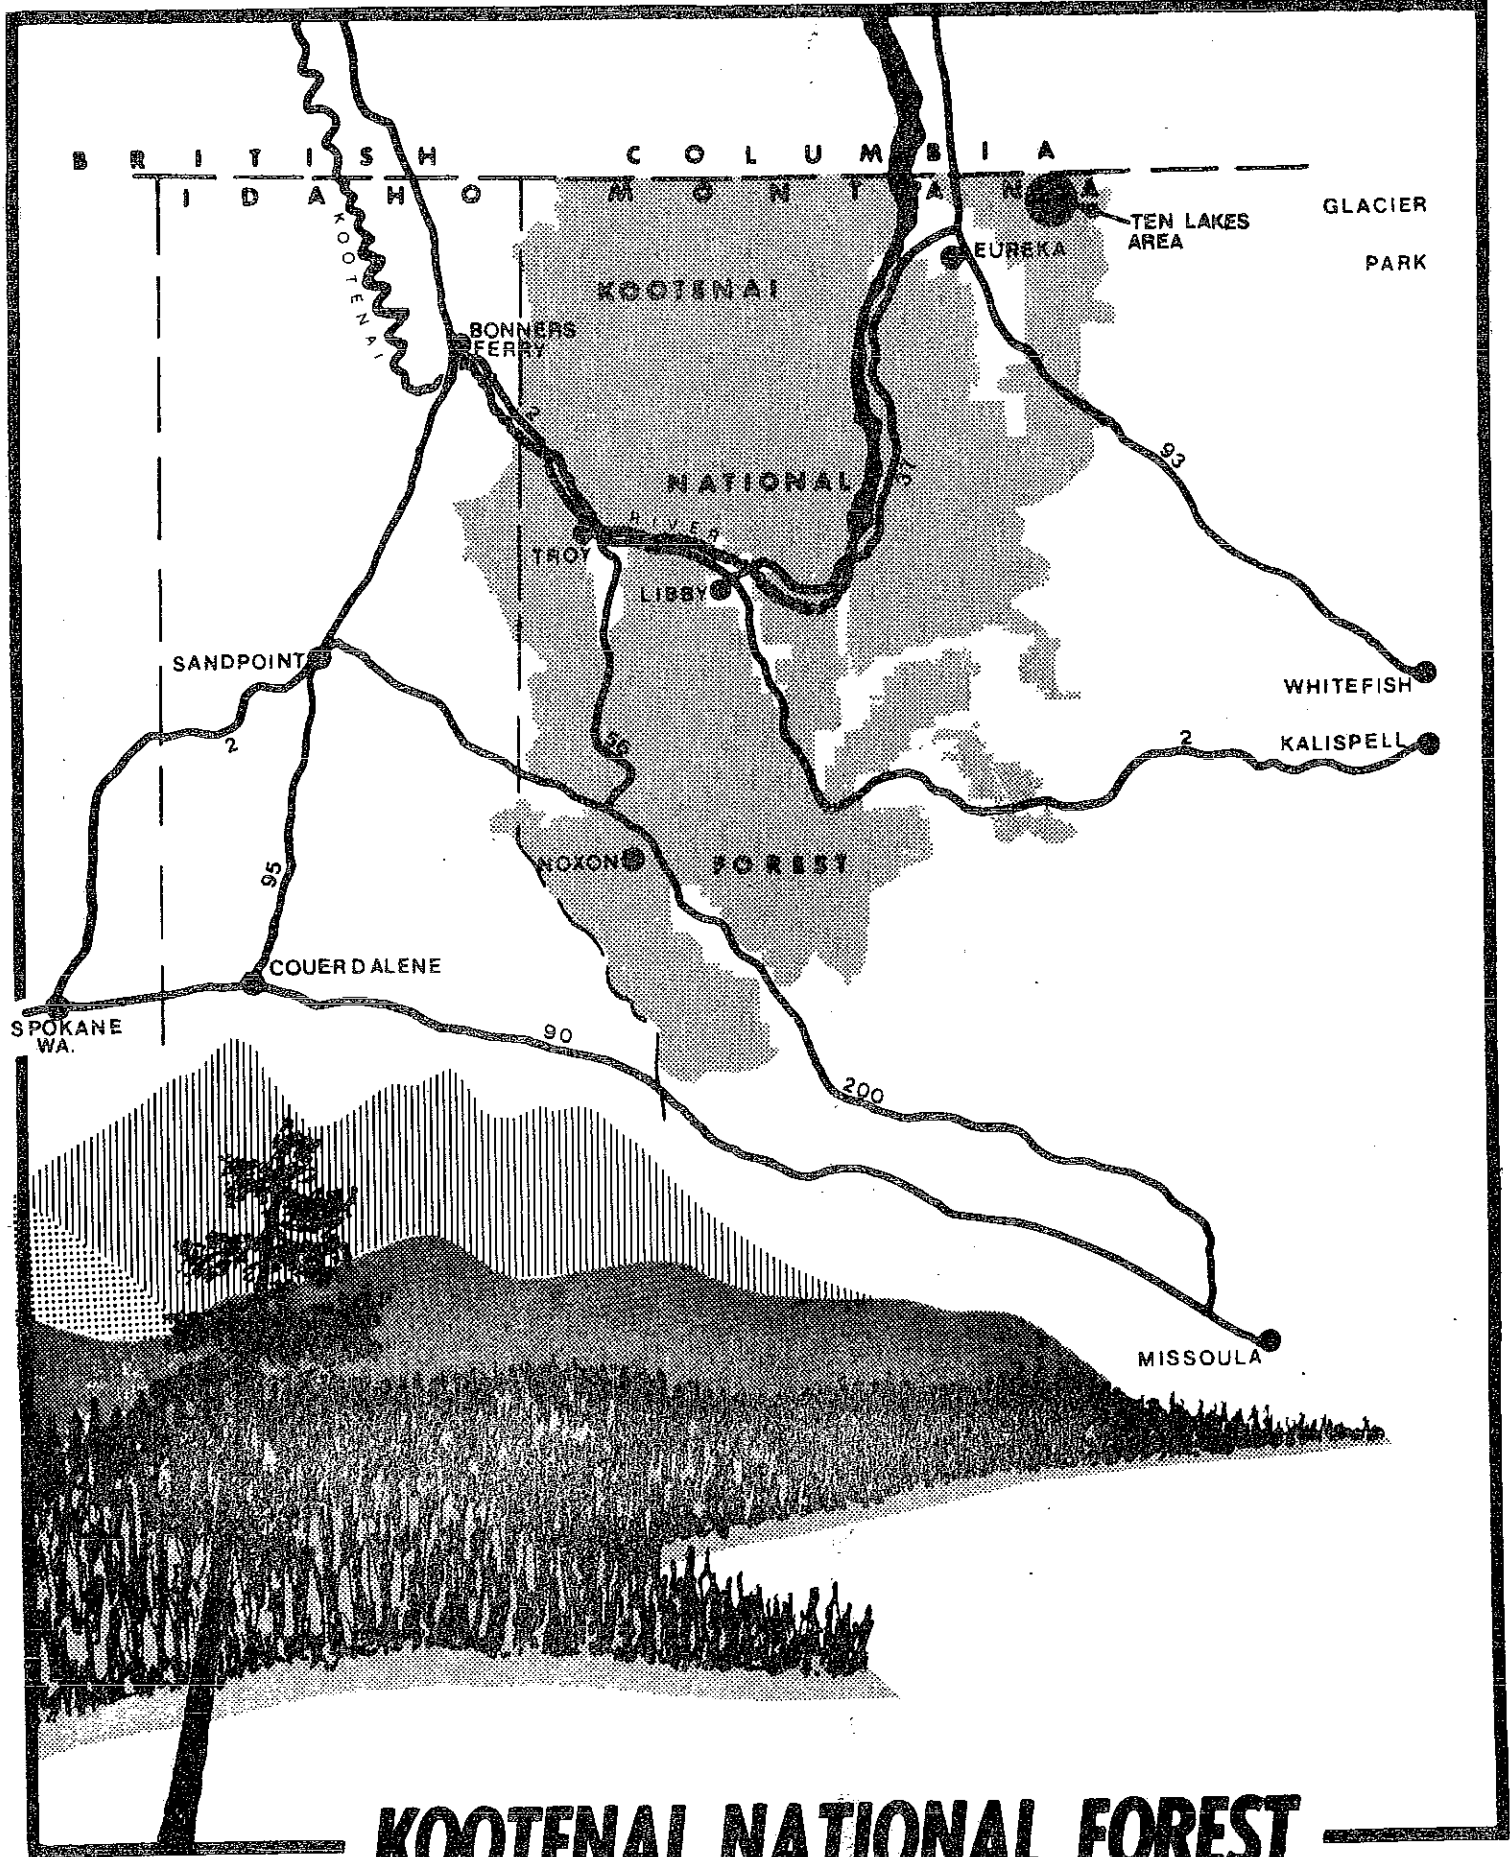 BRITISH COLUMBIA
IDAHO MONTANA
GLACIER
PARK
TEN LAKES
AREA
EUREKA
KOOTENAI
KOOTENAI
BONNERS
FERRY
2
93
37
NATIONAL
RIVER
TROY
LIBBY
SANDPOINT
WHITEFISH
2
56
2
KALISPELL
95
NOXON
FOREST
COUER D ALENE
SPOKANE
WA.
90
200
MISSOULA
KOOTENAI NATIONAL FOREST